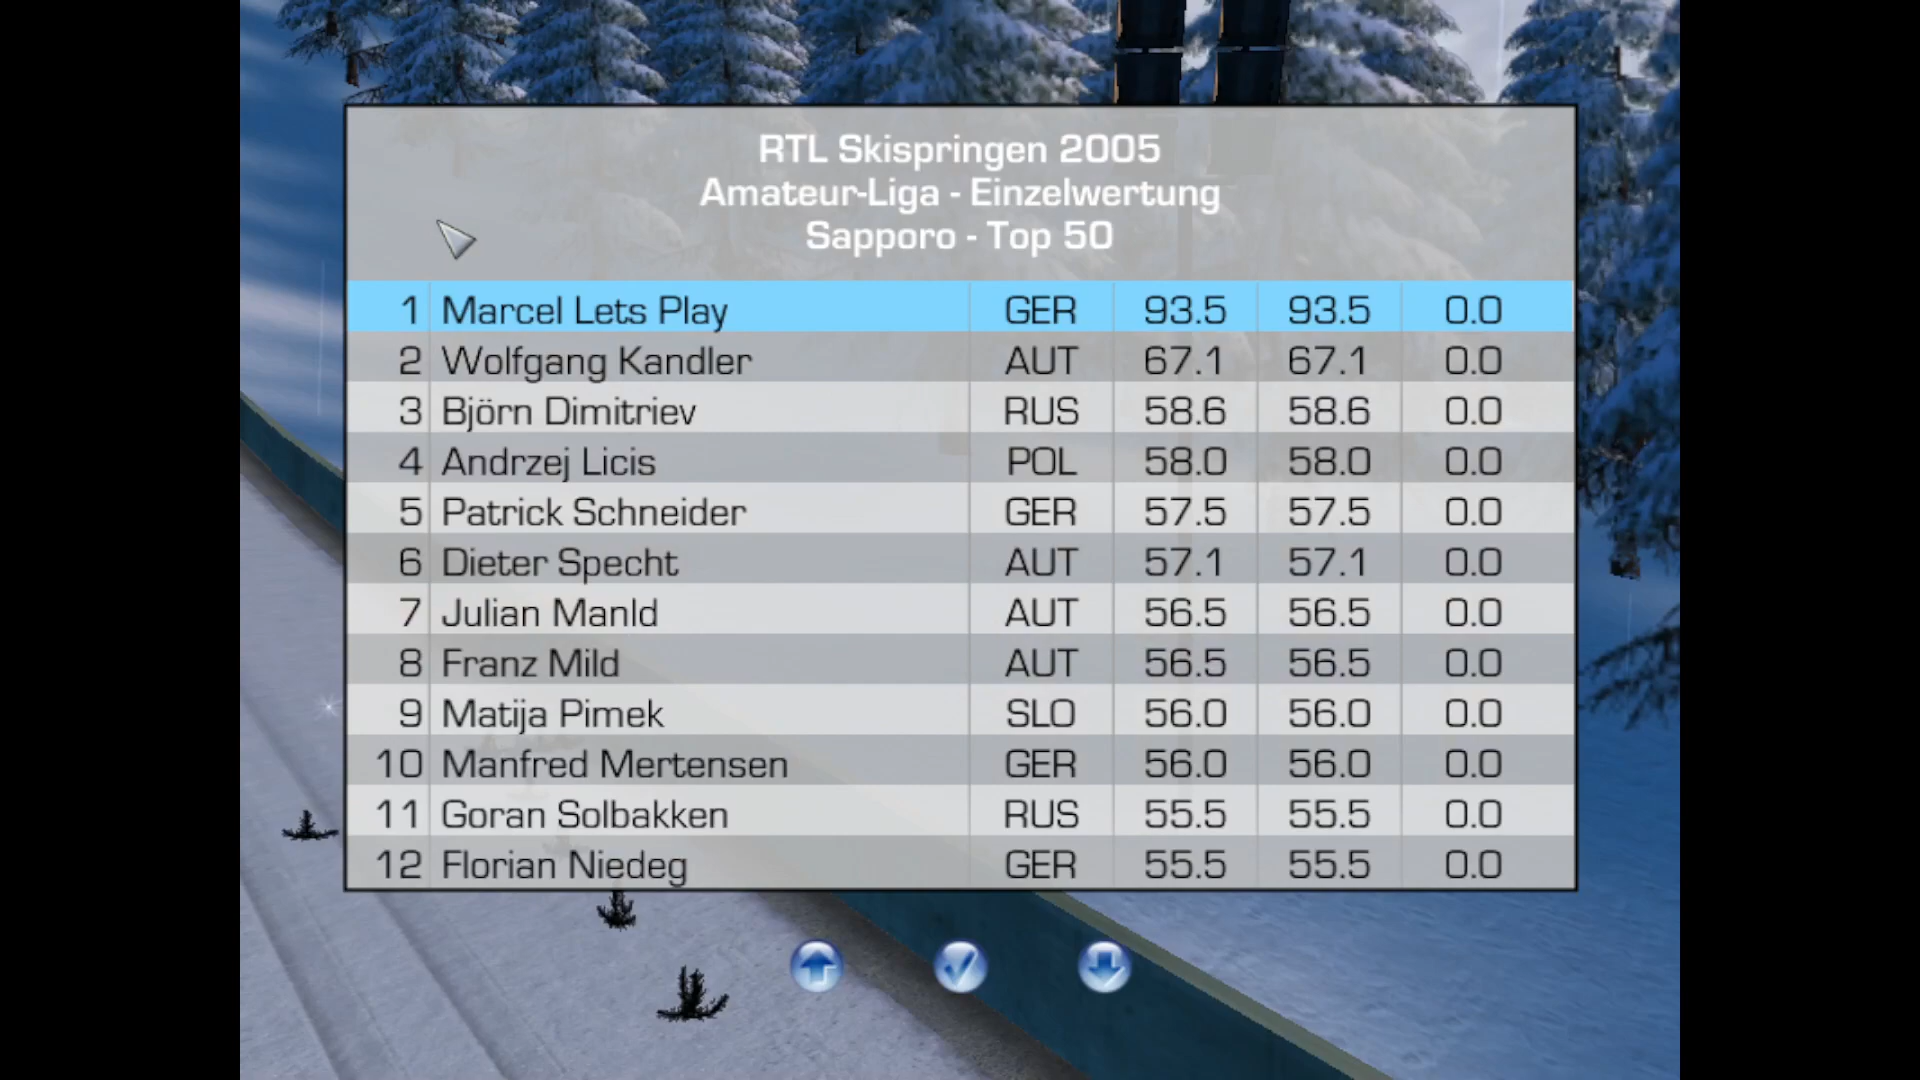 RTL Skispringen 2005
Amateur-Liga - Einzelwertung
Sapporo - Top 50
1 Marcel Lets Play GER 93.5 93.5 0.0
2 Wolfgang Kandler AUT 67.1 67.1 0.0
3 Björn Dimitriev RUS 58.6 58.6 0.0
4 Andrzej Licis POL 58.0 58.0 0.0
5 Patrick Schneider GER 57.5 57.5 0.0
6 Dieter Specht AUT 57.1 57.1 0.0
7 Julian Manld AUT 56.5 56.5 0.0
8 Franz Mild AUT 56.5 56.5 0.0
9 Matija Pimek SLO 56.0 56.0 0.0
10 Manfred Mertensen GER 56.0 56.0 0.0
11 Goran Solbakken RUS 55.5 55.5 0.0
12 Florian Niedeg GER 55.5 55.5 0.0